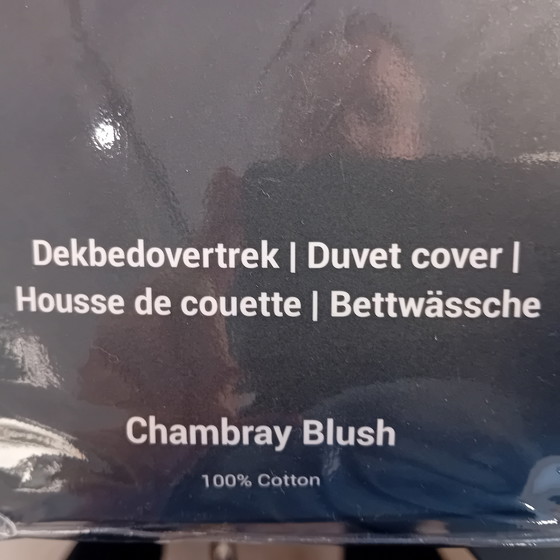 Dekbedovertrek | Duvet cover |
Housse de couette | Bettwässche
Chambray Blush
100% Cotton